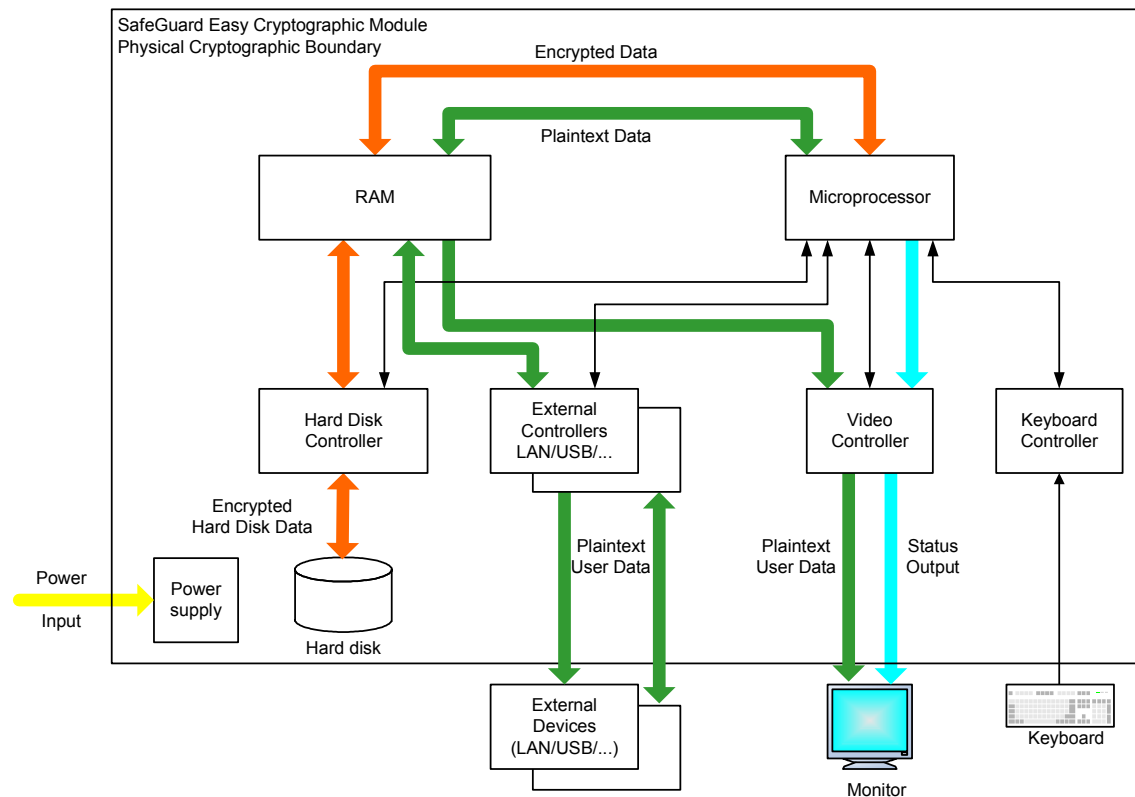 SafeGuard Easy Cryptographic Module
Physical Cryptographic Boundary
Encrypted Data
Plaintext Data
RAM
Microprocessor
Hard Disk
Controller
External
Controllers
LAN/USB/...
Video
Controller
Keyboard
Controller
Encrypted
Hard Disk Data
Plaintext
User Data
Plaintext
User Data
Status
Output
Power
Input
Power
supply
Hard disk
External
Devices
(LAN/USB/...)
Monitor
Keyboard